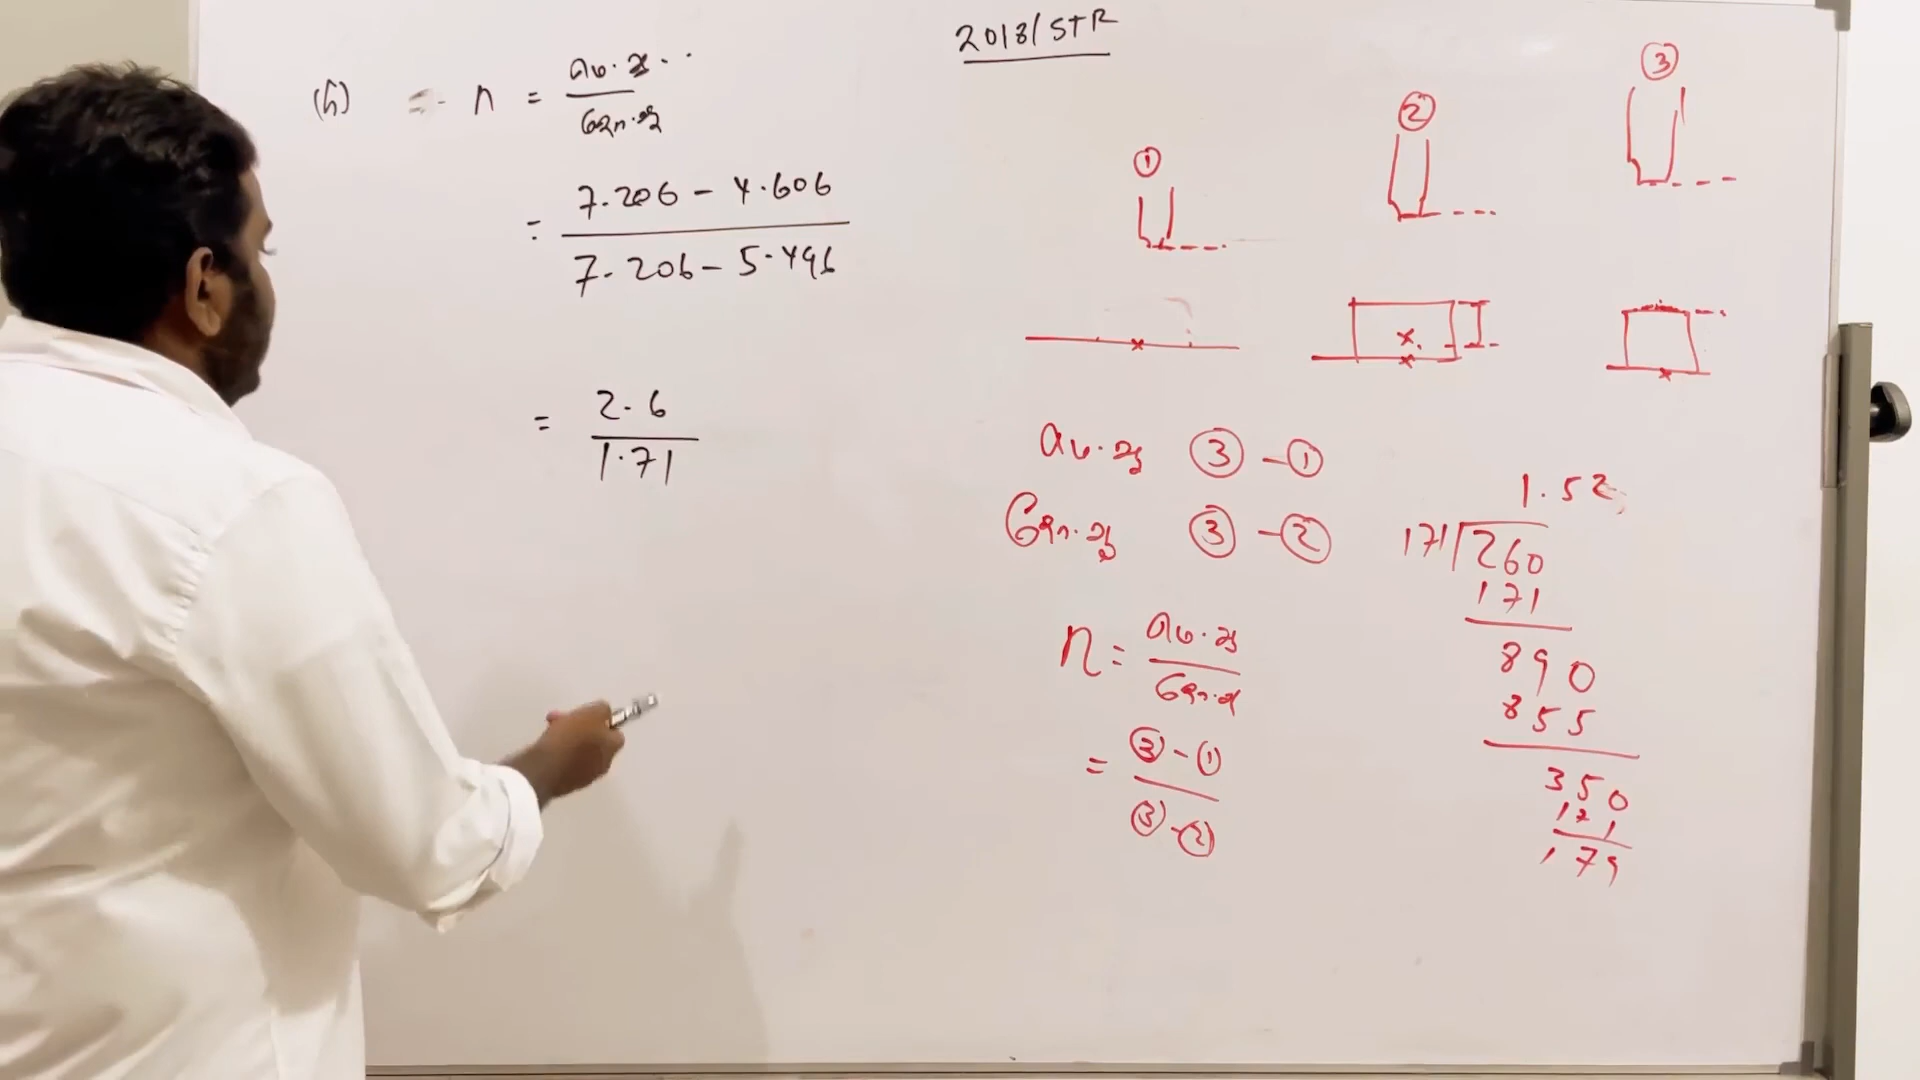 2018/STR
(h) = n = තා.ගැ..
දෘ.ගැ
= 7.206 - 4.606
7.206 - 5.496
= 2.6
1.71
①
②
③
③ - ①
③ - ②
n =
= ③ - ①
③ - ②
1.52
171 260
171
890
855
350
171
179